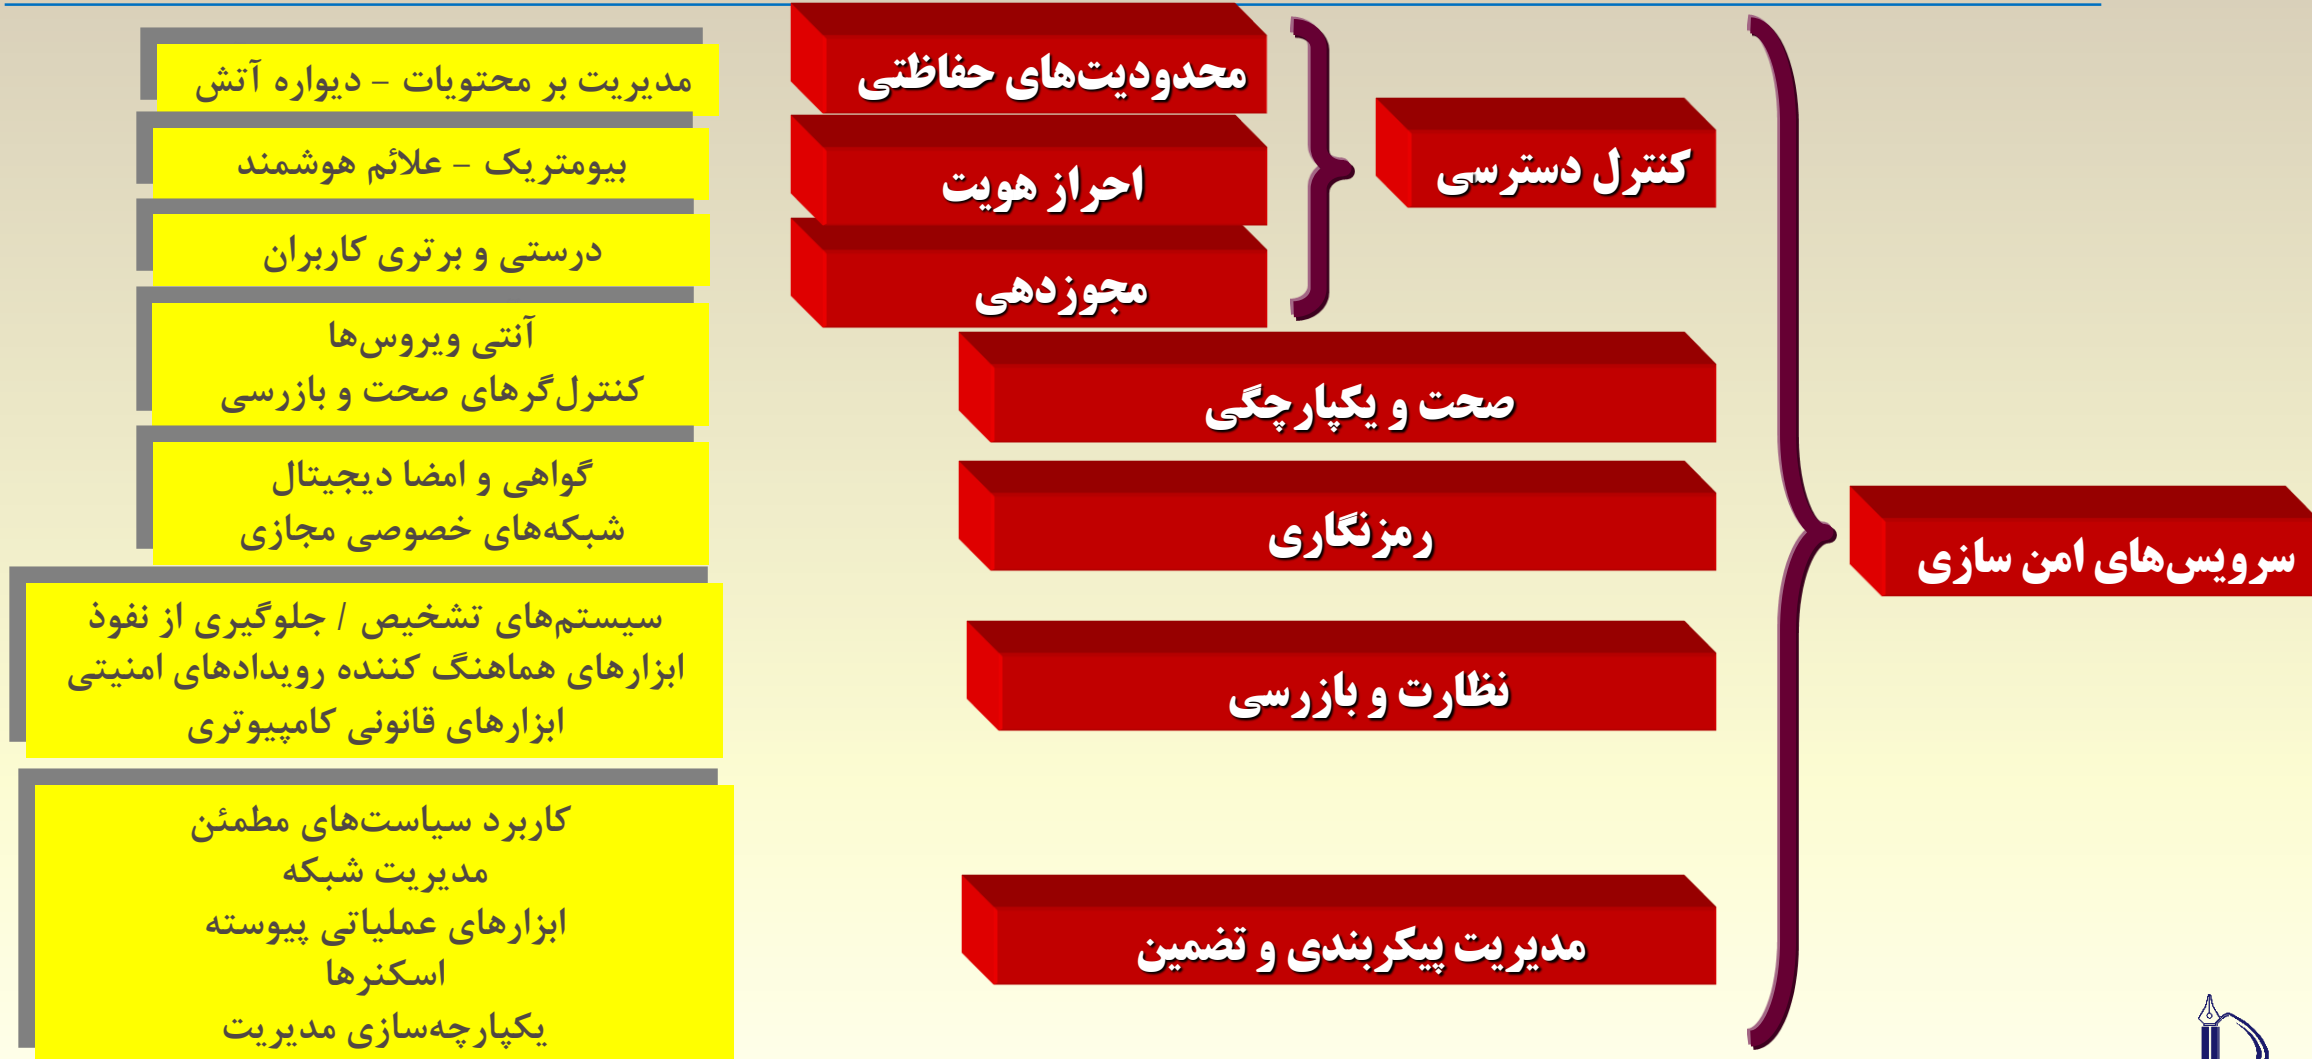 سرویس‌های امن سازی
کنترل دسترسی
محدودیت‌های حفاظتی
احراز هویت
مجوزدهی
صحت و یکپارچگی
رمزنگاری
نظارت و بازرسی
مدیریت پیکربندی و تضمین
مدیریت بر محتویات – دیواره آتش
بیومتریک – علائم هوشمند
درستی و برتری کاربران
آنتی ویروس‌ها
کنترل‌گرهای صحت و بازرسی
گواهی و امضا دیجیتال
شبکه‌های خصوصی مجازی
سیستم‌های تشخیص / جلوگیری از نفوذ
ابزارهای هماهنگ کننده رویدادهای امنیتی
ابزارهای قانونی کامپیوتری
کاربرد سیاست‌های مطمئن
مدیریت شبکه
ابزارهای عملیاتی پیوسته
اسکنرها
یکپارچه‌سازی مدیریت